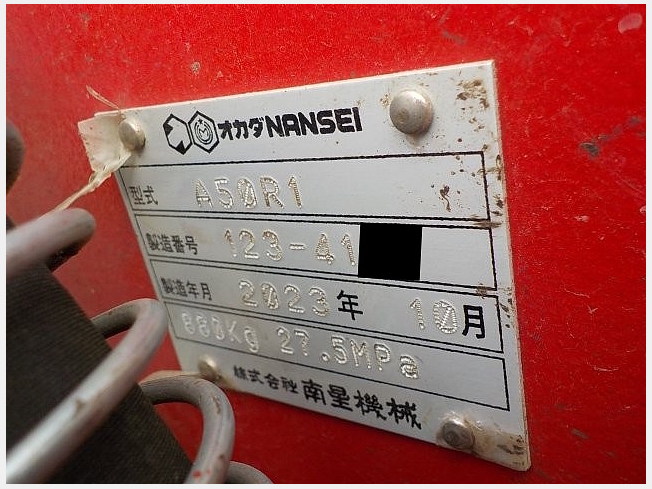 オカダNANSEI
型式 A50R1
製造番号 123-41
製造年月 2023年 10月
880Kg 27.5MPa
株式会社 南星機械